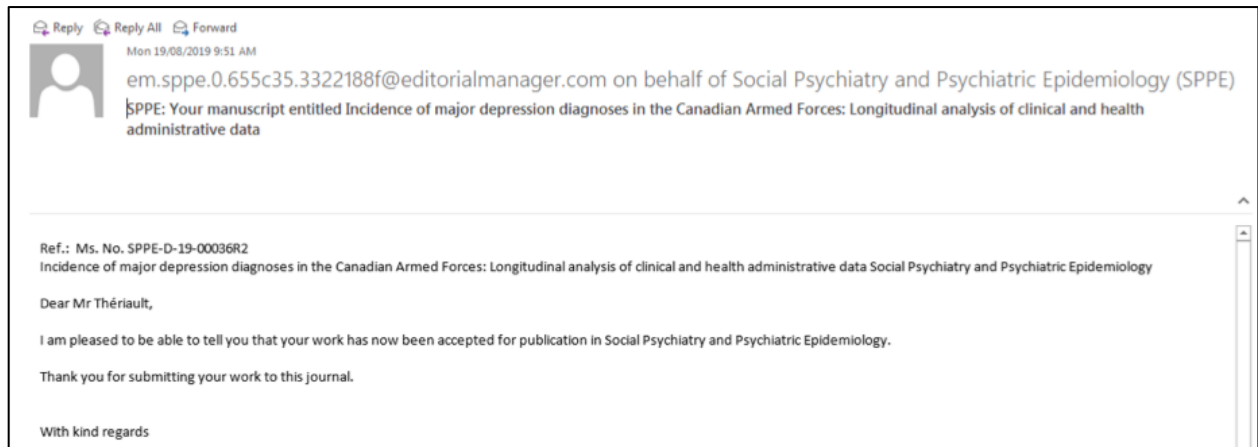 Reply Reply All Forward
Mon 19/08/2019 9:51 AM
em.sppe.0.655c35.3322188f@editorialmanager.com on behalf of Social Psychiatry and Psychiatric Epidemiology (SPPE)
SPPE: Your manuscript entitled Incidence of major depression diagnoses in the Canadian Armed Forces: Longitudinal analysis of clinical and health
administrative data
Ref.: Ms. No. SPPE-D-19-00036R2
Incidence of major depression diagnoses in the Canadian Armed Forces: Longitudinal analysis of clinical and health administrative data Social Psychiatry and Psychiatric Epidemiology
Dear Mr Thériault,
I am pleased to be able to tell you that your work has now been accepted for publication in Social Psychiatry and Psychiatric Epidemiology.
Thank you for submitting your work to this journal.
With kind regards